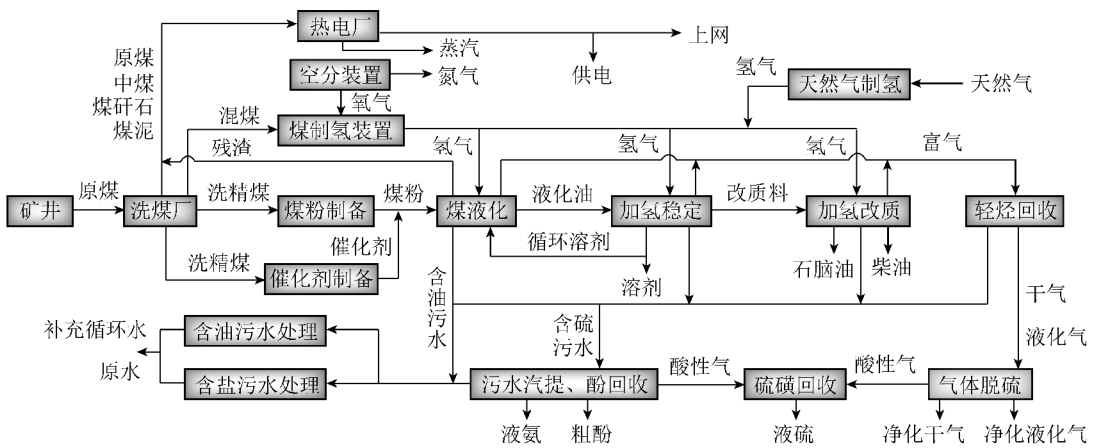 热电厂
上网
原煤
中煤
煤矸石
煤泥
蒸汽
空分装置
氮气
供电
氢气
天然气制氢
天然气
氧气
混煤
煤制氢装置
残渣
氢气
氢气
氢气
富气
矿井
原煤
洗煤厂
洗精煤
煤粉制备
煤粉
煤液化
液化油
加氢稳定
改质料
加氢改质
轻烃回收
催化剂
循环溶剂
洗精煤
催化剂制备
溶剂
石脑油
柴油
含油污水
干气
补充循环水
含油污水处理
含硫
污水
液化气
原水
含盐污水处理
污水汽提、酚回收
酸性气
硫磺回收
酸性气
气体脱硫
液氨
粗酚
液硫
净化干气
净化液化气